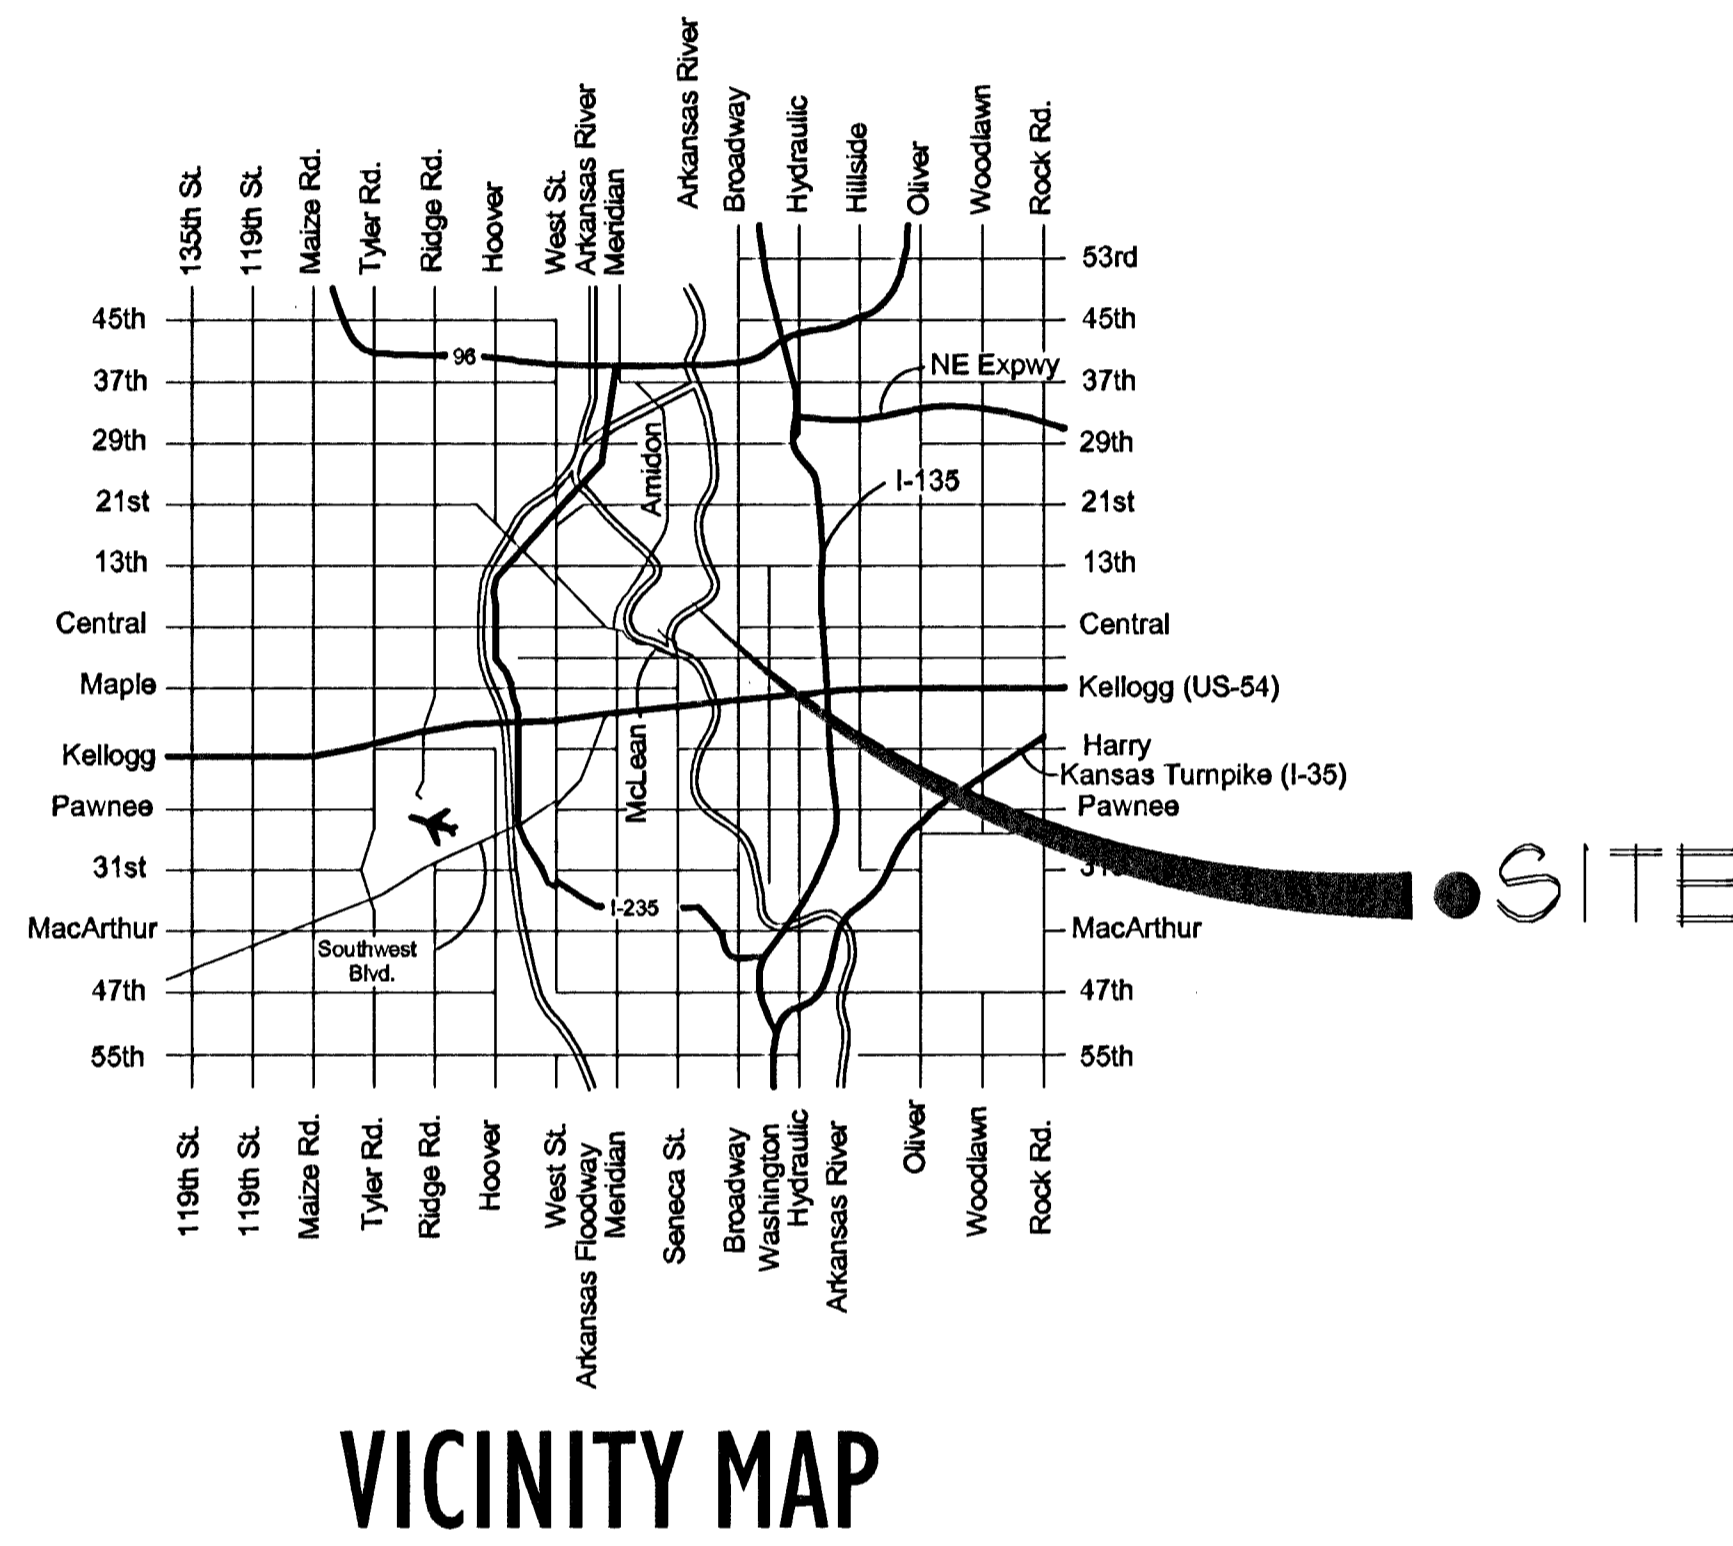 135th St.
119th St.
Maize Rd.
Tyler Rd.
Ridge Rd.
Hoover
West St.
Arkansas River
Meridian
Arkansas River
Broadway
Hydraulic
Hillside
Oliver
Woodlawn
Rock Rd.
53rd
45th
45th
96
NE Expwy
37th
37th
29th
29th
Amidon
I-135
21st
21st
13th
13th
Central
Central
Maple
Kellogg (US-54)
Kellogg
McLean
Harry
Kansas Turnpike (I-35)
Pawnee
Pawnee
31st
SITE
I-235
MacArthur
MacArthur
Southwest
Blvd.
47th
47th
55th
55th
119th St.
119th St.
Maize Rd.
Tyler Rd.
Ridge Rd.
Hoover
West St.
Arkansas Floodway
Meridian
Seneca St.
Broadway
Washington
Hydraulic
Arkansas River
Oliver
Woodlawn
Rock Rd.
VICINITY MAP